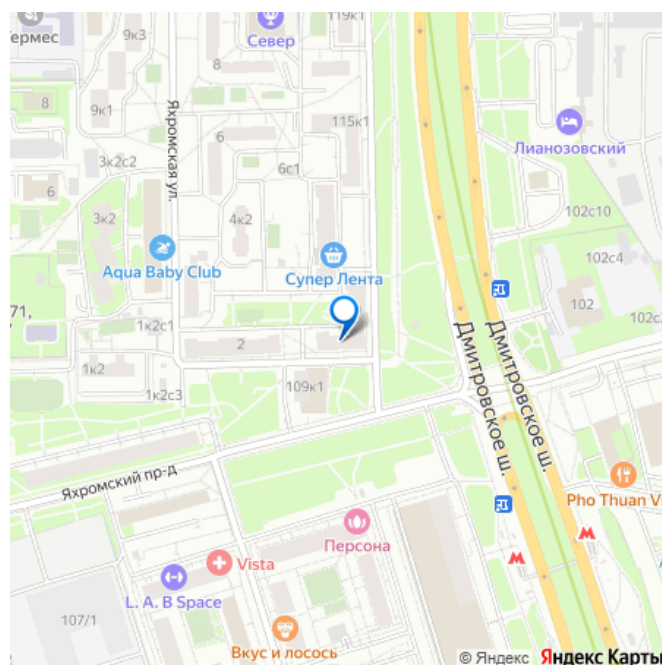 119к1
Гермес
9к3
Север
8
8
9к1
115к1
Яхромская ул.
6
Лианозовский
3к2с2
6с1
6
3к2
4к2
102с10
Aqua Baby Club
Супер Лента
102с4
71,
102
1к2с1
2
Дмитровское ш.
Дмитровское ш.
1к2
1к2с3
109к1
Яхромский пр-д
Pho Thuan V
Персона
Vista
L. A. B Space
107/1
Вкус и лосось
© Яндекс Яндекс Карты